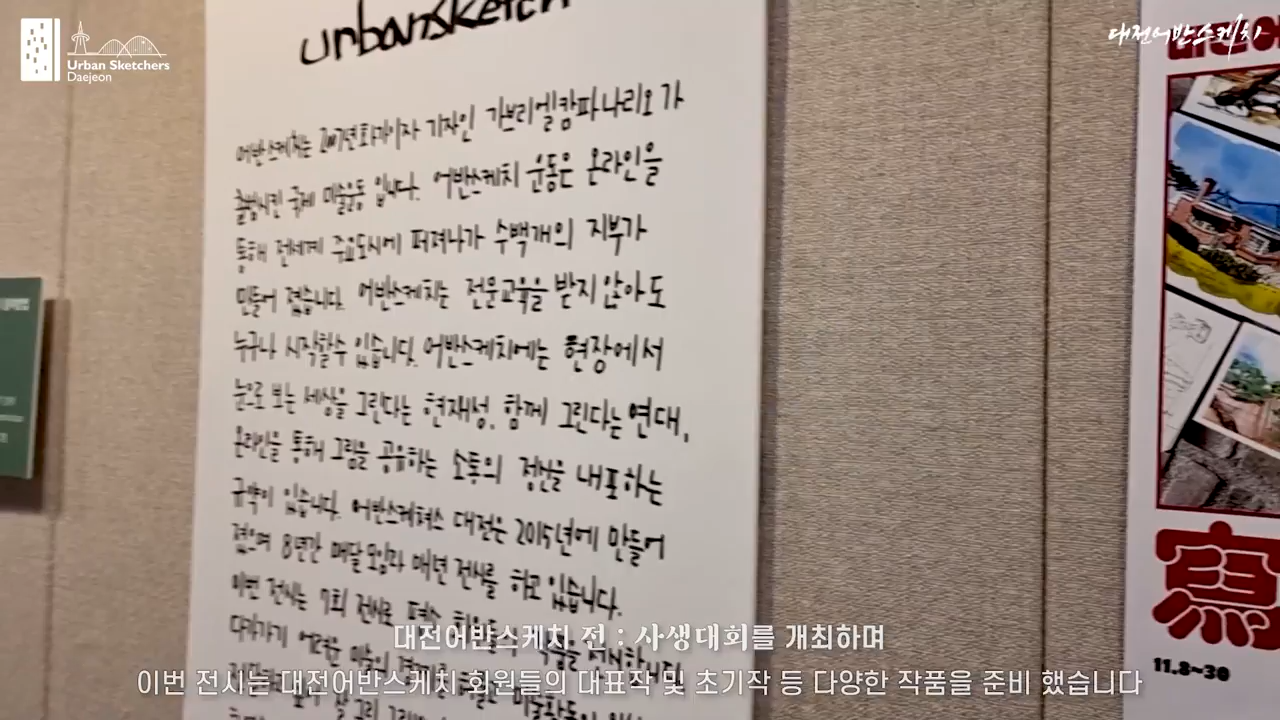 Urban Sketchers
Daejeon
대전어반스케치
urbansketch
어반스케치는 2007년 화가이자 기자인 가브리엘캄파나리오가
출범시킨 국제 미술운동 입니다. 어반스케치 운동은 온라인을
통해 전세계 주요도시에 퍼져나가 수백개의 지부가
만들어 졌습니다. 어반스케치는 전문교육을 받지 않아도
누구나 시작할수 있습니다. 어반스케치에는 현장에서
눈으로 보는 세상을 그린다는 현재성, 함께 그린다는 연대,
온라인을 통해 그림을 공유하는 소통의 정신을 내포하는
규약이 있습니다. 어반스케쳐스 대전은 2015년에 만들어
졌으며 8년간 매달 모임과 매년 전시를 하고 있습니다.
이번 전시는 7회 전시로
다가가기 어려운
寫
11.8~30
대전어반스케치 전 : 사생대회를 개최하며
이번 전시는 대전어반스케치 회원들의 대표작 및 초기작 등 다양한 작품을 준비 했습니다